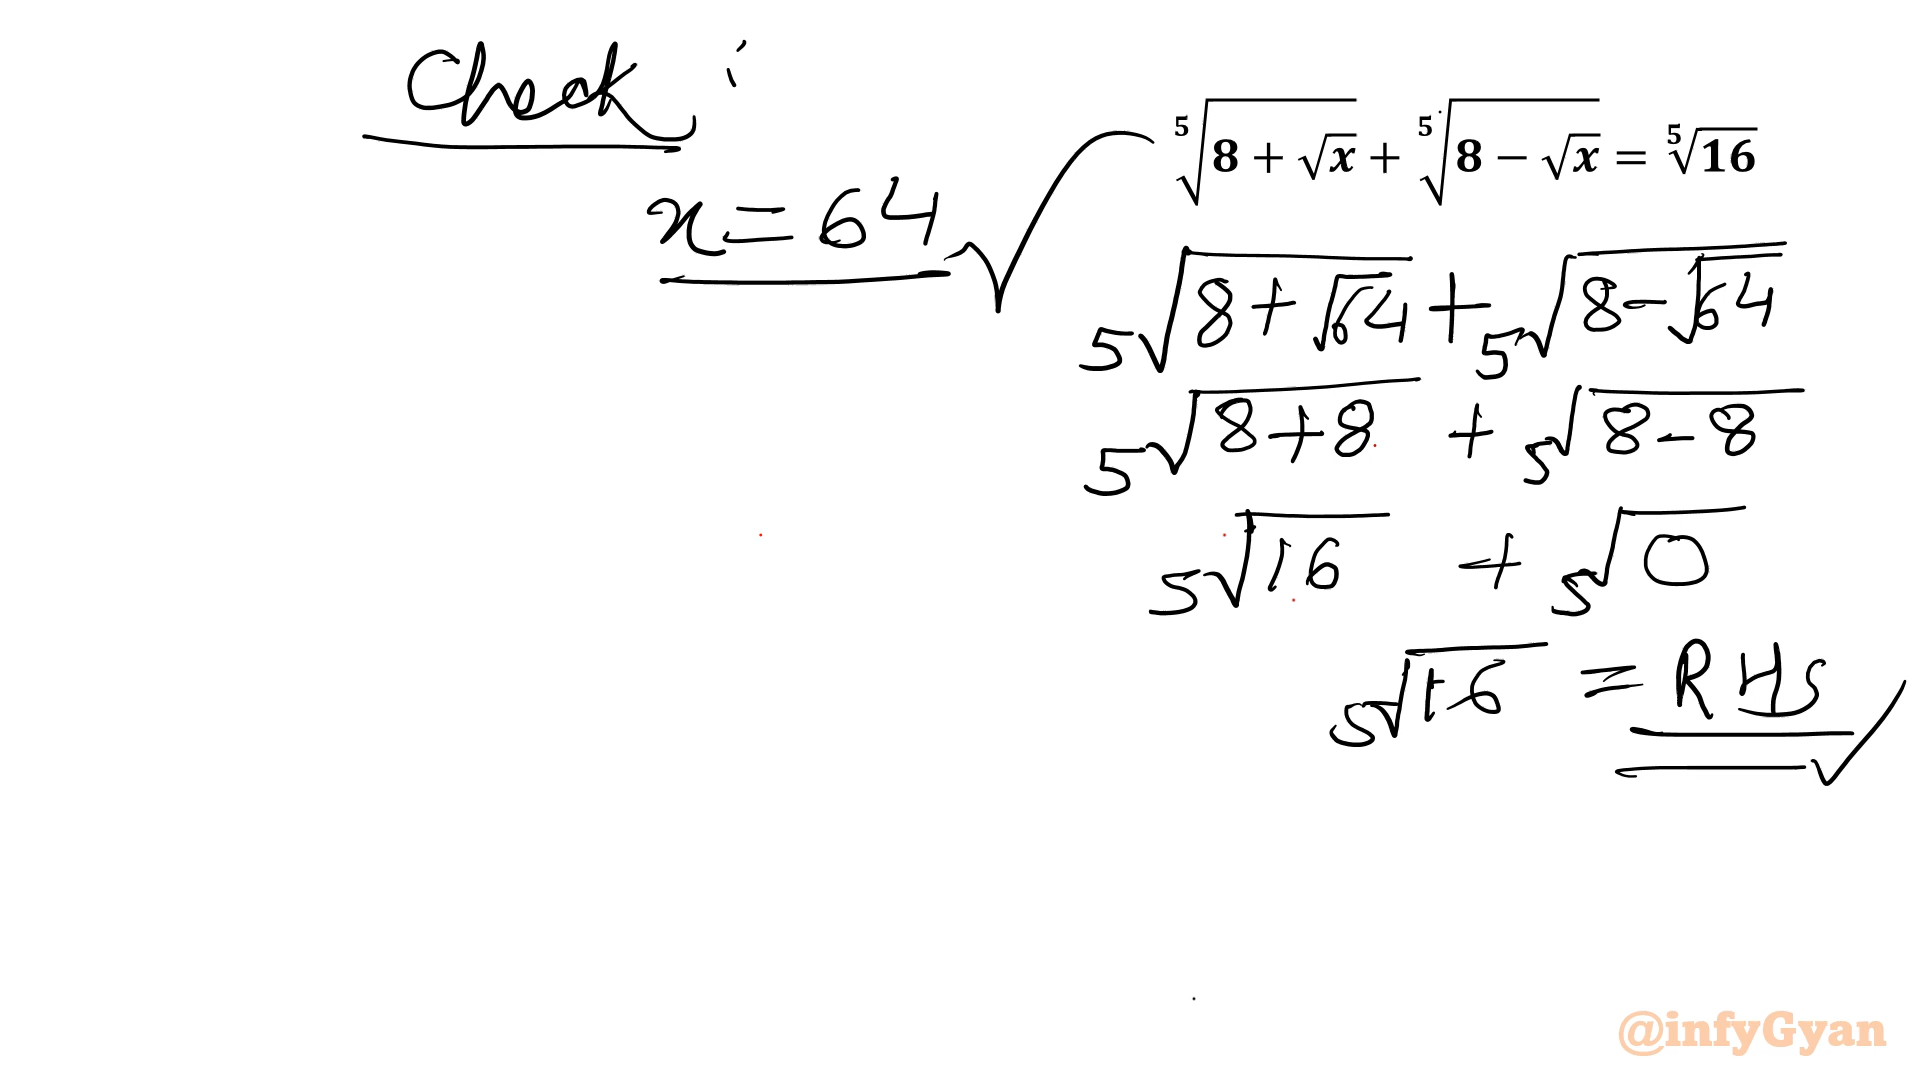 Check :
⁵√(8 + √x) + ⁵√(8 − √x) = ⁵√16
x = 64
⁵√(8 + √64) + ⁵√(8 − √64)
⁵√(8 + 8) + ⁵√(8 − 8)
⁵√16 + ⁵√0
⁵√16 = RHS
@infyGyan